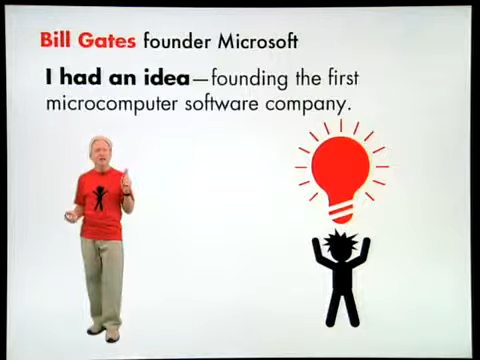 Bill Gates founder Microsoft
I had an idea—founding the first
microcomputer software company.